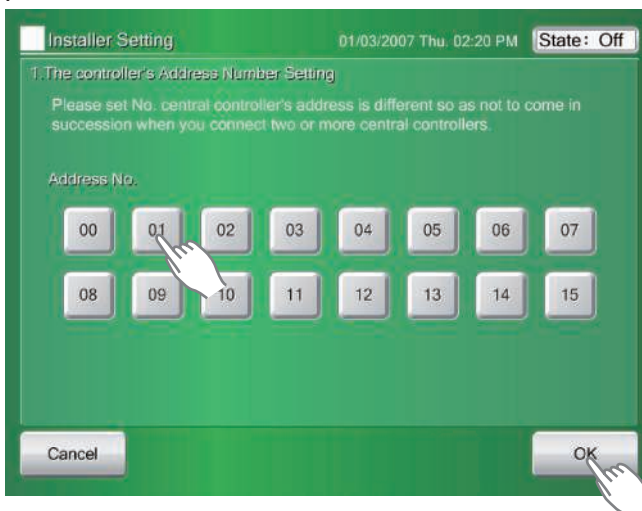 Installer Setting 01/03/2007 Thu. 02:20 PM State: Off
1.The controller's Address Number Setting
Please set No. central controller's address is different so as not to come in
succession when you connect two or more central controllers.
Address No.
00 01 02 03 04 05 06 07
08 09 10 11 12 13 14 15
Cancel OK